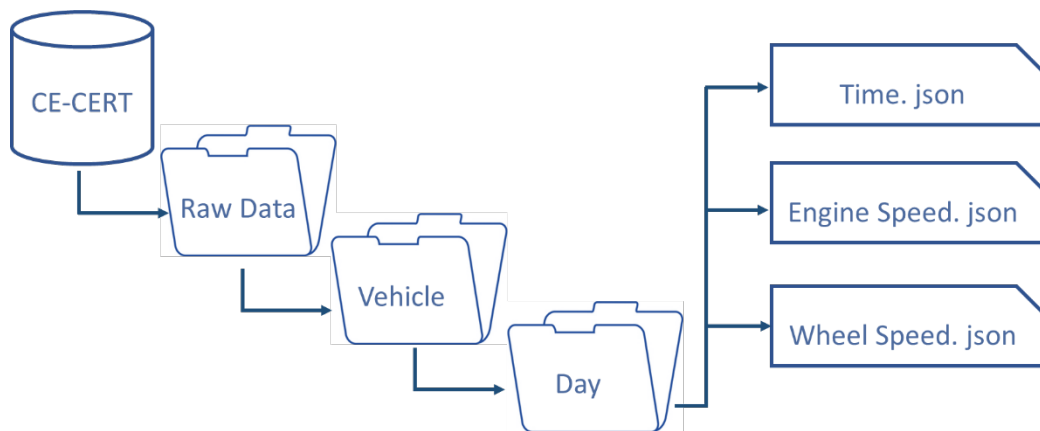 CE-CERT
Raw Data
Vehicle
Day
Time. json
Engine Speed. json
Wheel Speed. json